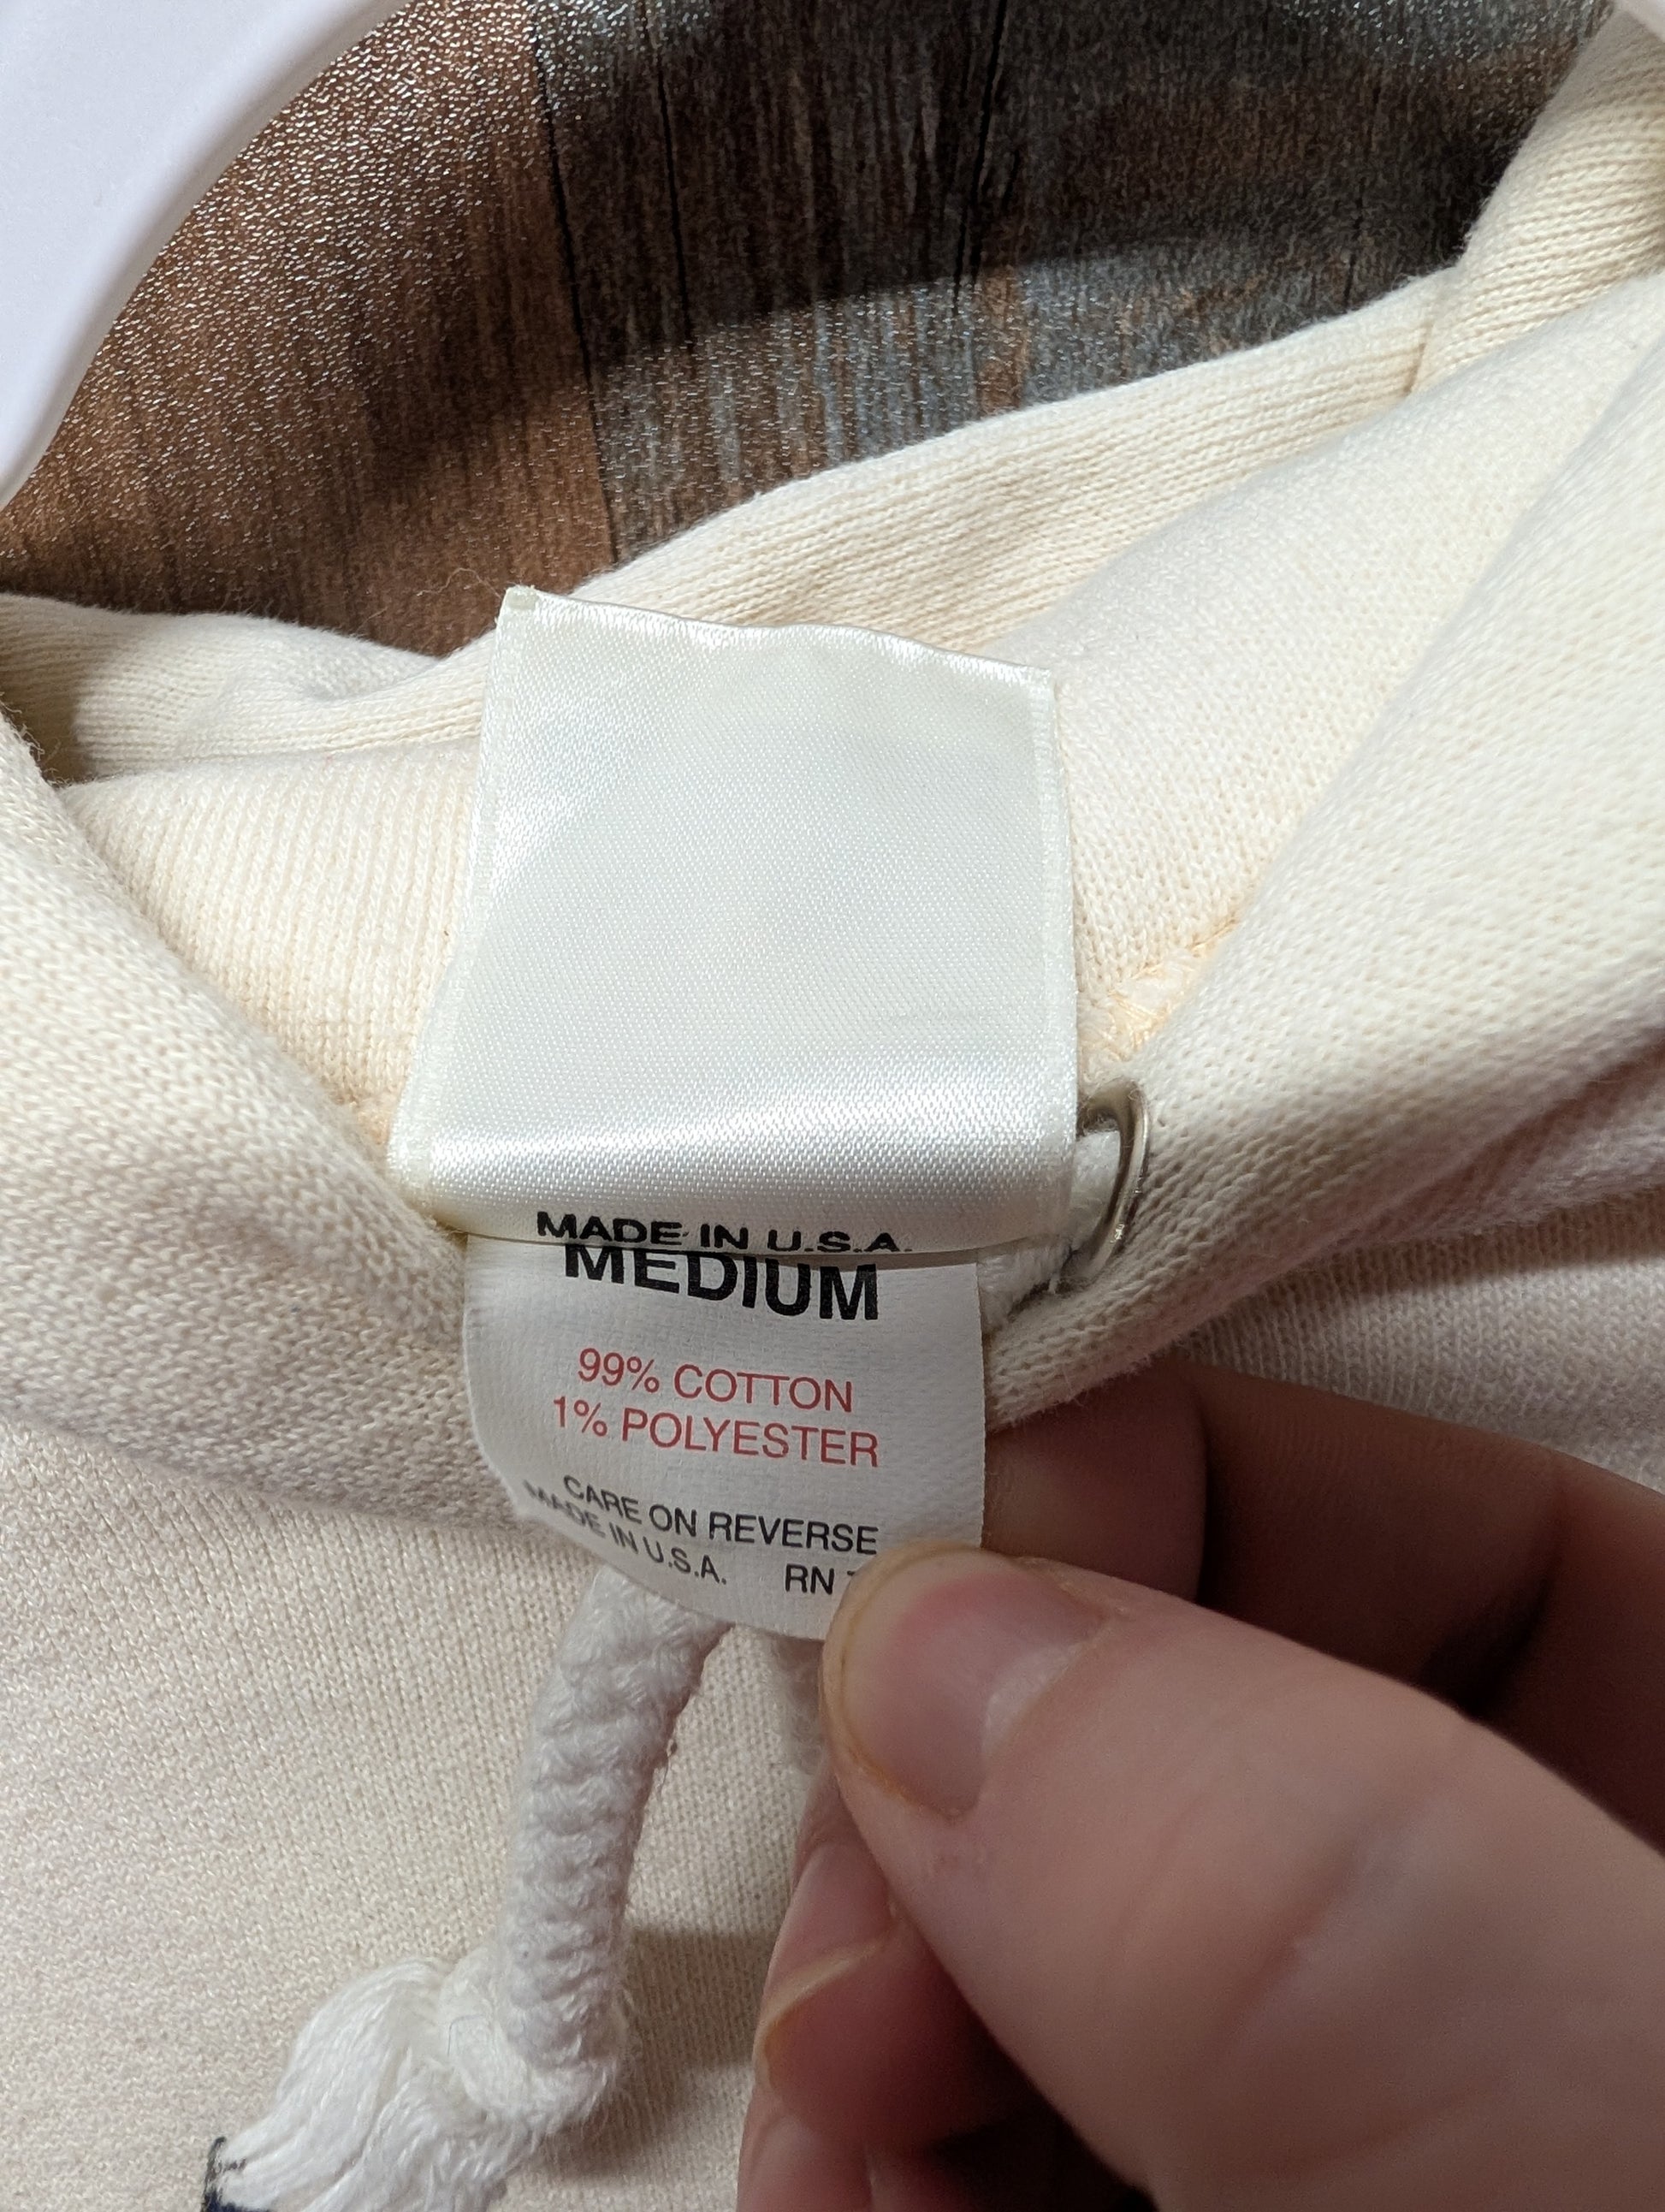 MADE IN U.S.A.
MEDIUM
99% COTTON
1% POLYESTER
CARE ON REVERSE
MADE IN U.S.A. RN